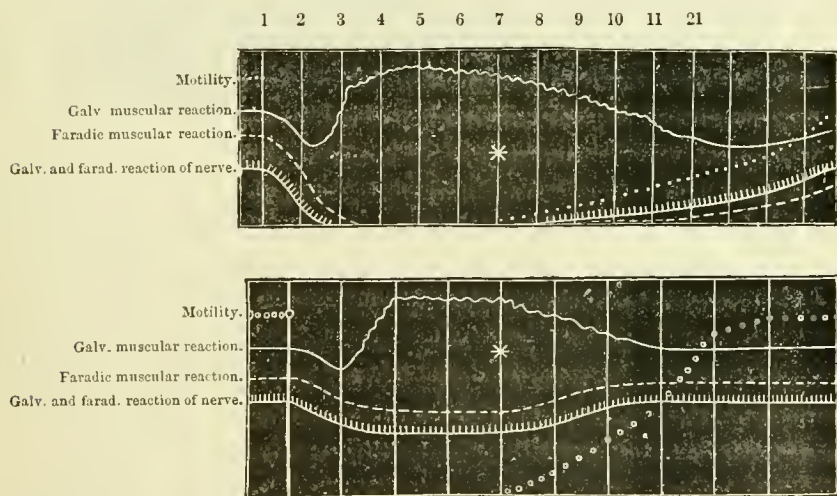 1 2 3 4 5 6 7 8 9 10 11 21
Motility.
Galv muscular reaction.
Faradic muscular reaction.
Galv. and farad. reaction of nerve.
Motility.
Galv. muscular reaction.
Faradic muscular reaction.
Galv. and farad. reaction of nerve.